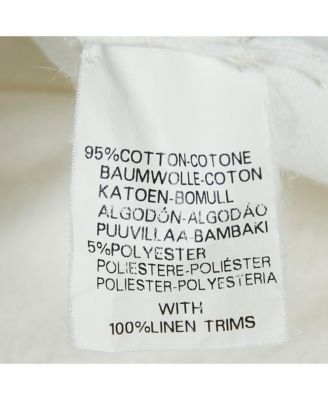 95%COTTON-COTONE
BAUMWOLLE-COTON
KATOEN-BOMULL
ALGODÓN-ALGODÃO
PUUVILLAA-BAMBAKI
5%POLYESTER
POLIESTERE-POLIÉSTER
POLIESTER-POLYESTERIA
WITH
100%LINEN TRIMS